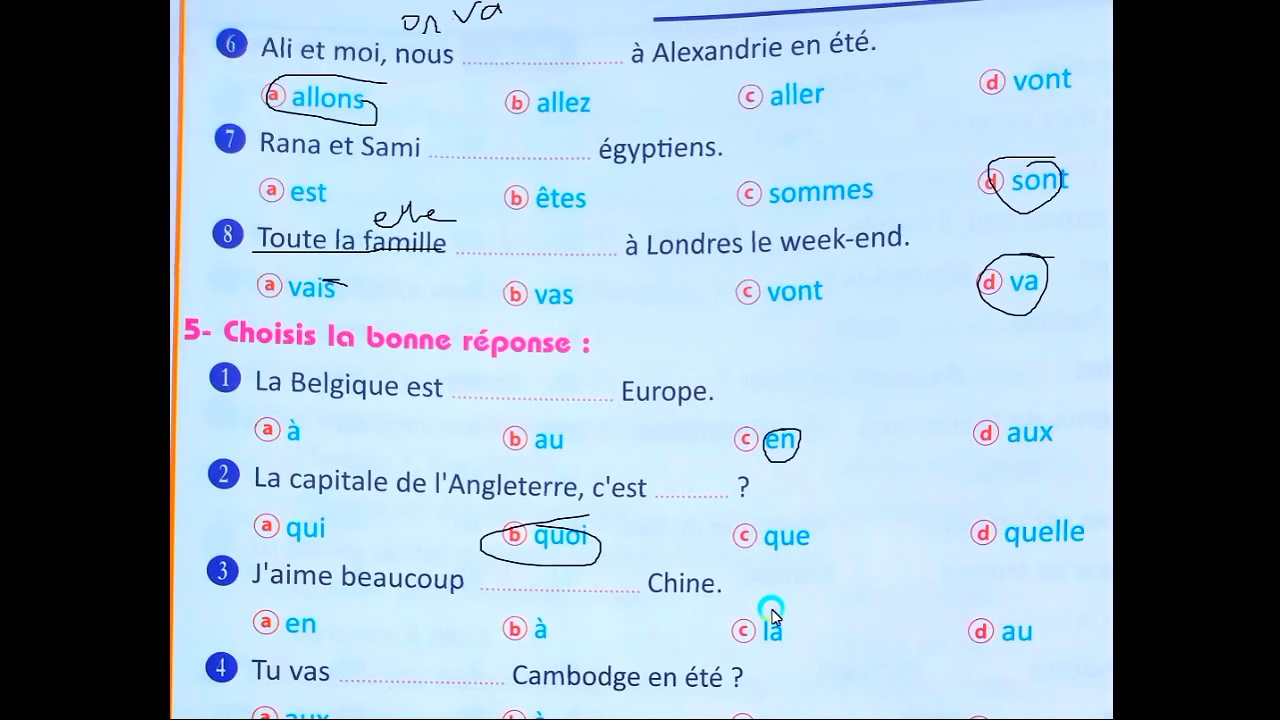 on va
6 Ali et moi, nous .................... à Alexandrie en été.
a allons b allez c aller d vont
7 Rana et Sami .................... égyptiens.
a est b êtes c sommes d sont
elle
8 Toute la famille .................... à Londres le week-end.
a vais b vas c vont d va
5- Choisis la bonne réponse :
1 La Belgique est .................... Europe.
a à b au c en d aux
2 La capitale de l'Angleterre, c'est ............ ?
a qui b quoi c que d quelle
3 J'aime beaucoup .................... Chine.
a en b à c la d au
4 Tu vas .................... Cambodge en été ?
a aux b à